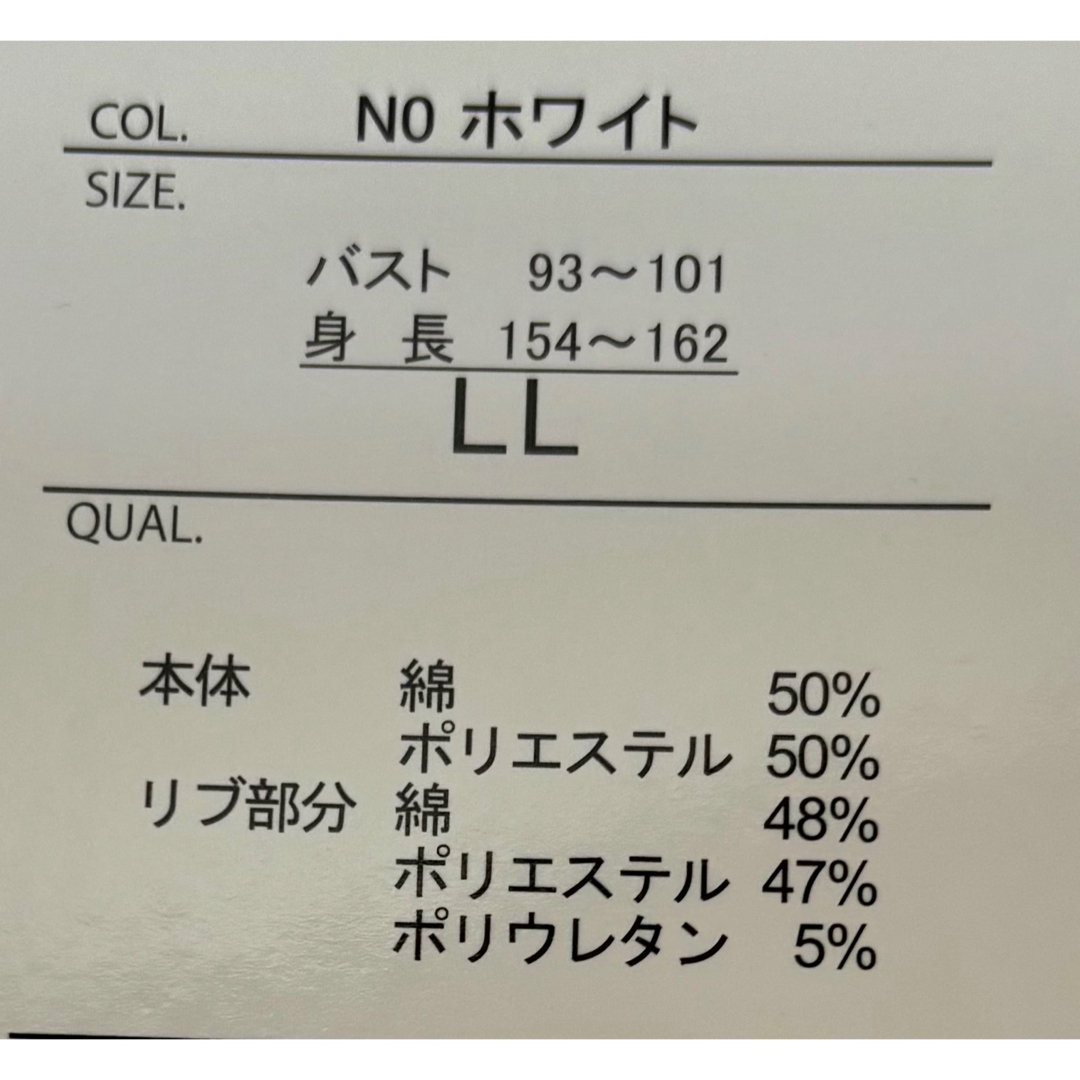 COL. N0 ホワイト
SIZE.
バスト 93～101
身 長 154～162
LL
QUAL.
本体 綿 50%
ポリエステル 50%
リブ部分 綿 48%
ポリエステル 47%
ポリウレタン 5%